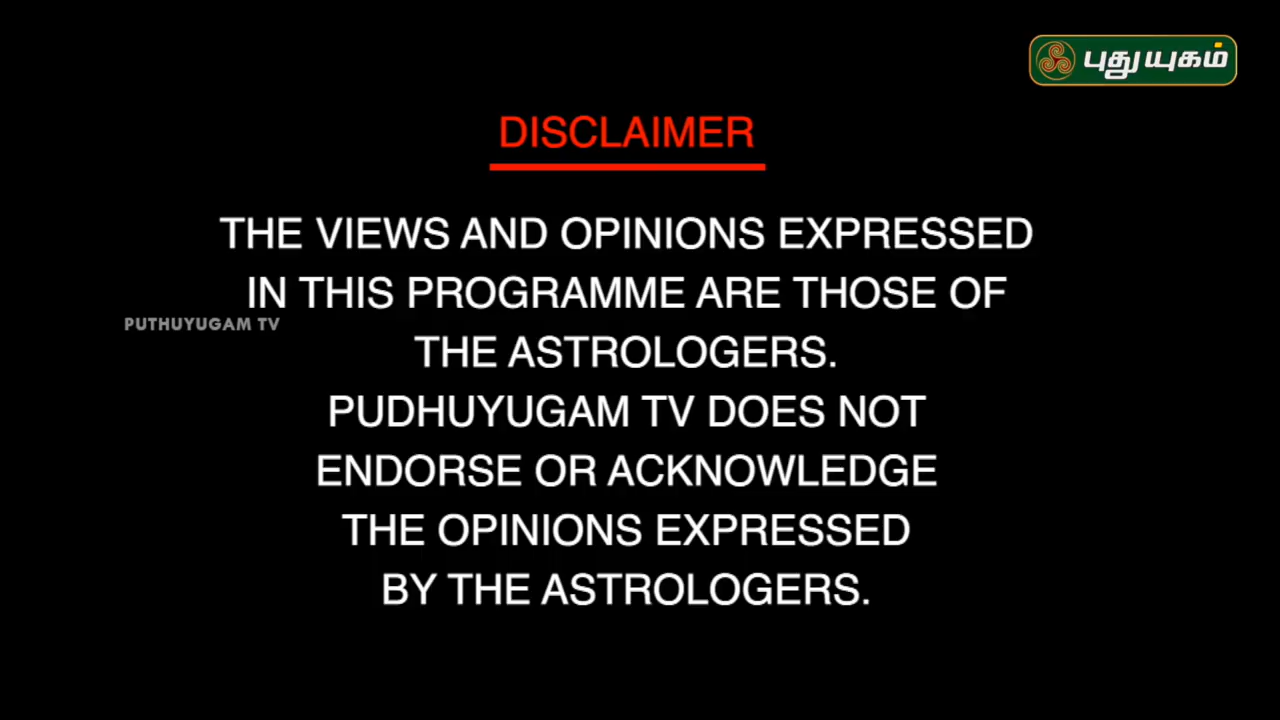 புதுயுகம்
DISCLAIMER
THE VIEWS AND OPINIONS EXPRESSED
IN THIS PROGRAMME ARE THOSE OF
PUTHUYUGAM TV
THE ASTROLOGERS.
PUDHUYUGAM TV DOES NOT
ENDORSE OR ACKNOWLEDGE
THE OPINIONS EXPRESSED
BY THE ASTROLOGERS.